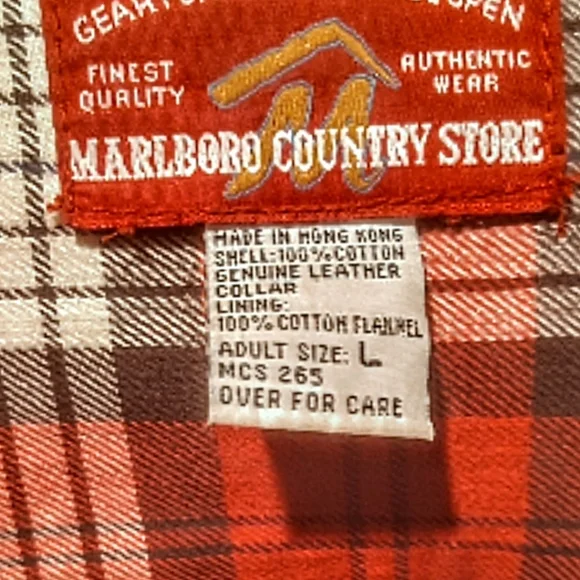 FINEST
QUALITY
AUTHENTIC
WEAR
MARLBORO COUNTRY STORE
MADE IN HONG KONG
SHELL:100%COTTON
GENUINE LEATHER
COLLAR
LINING:
100% COTTON FLANNEL
ADULT SIZE: L
MCS 265
OVER FOR CARE